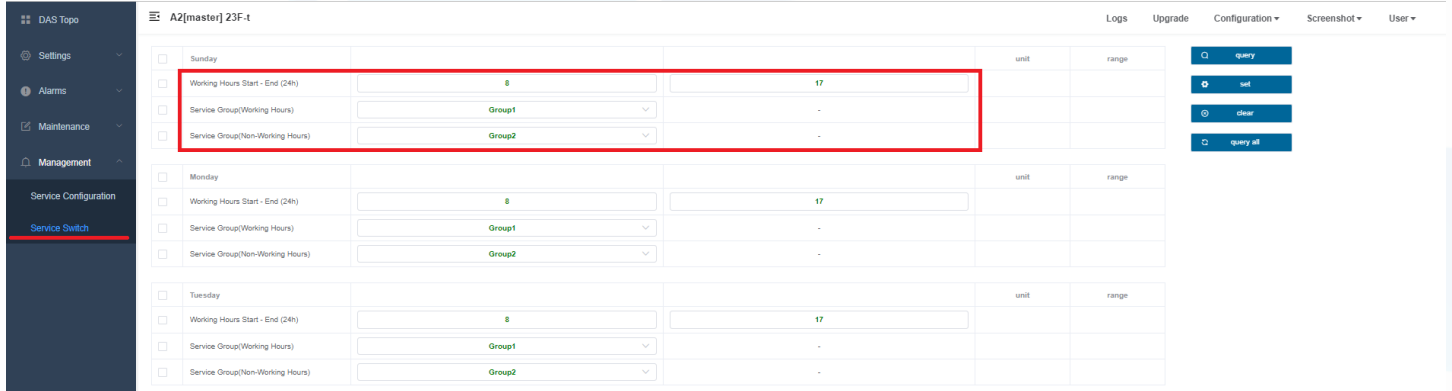 DAS Topo
A2[master] 23F-t
Logs Upgrade Configuration Screenshot User
Settings
Alarms
Maintenance
Management
Service Configuration
Service Switch
Sunday unit range
Working Hours Start - End (24h) 8 17
Service Group(Working Hours) Group1 -
Service Group(Non-Working Hours) Group2 -
Monday unit range
Working Hours Start - End (24h) 8 17
Service Group(Working Hours) Group1 -
Service Group(Non-Working Hours) Group2 -
Tuesday unit range
Working Hours Start - End (24h) 8 17
Service Group(Working Hours) Group1 -
Service Group(Non-Working Hours) Group2 -
query
set
clear
query all